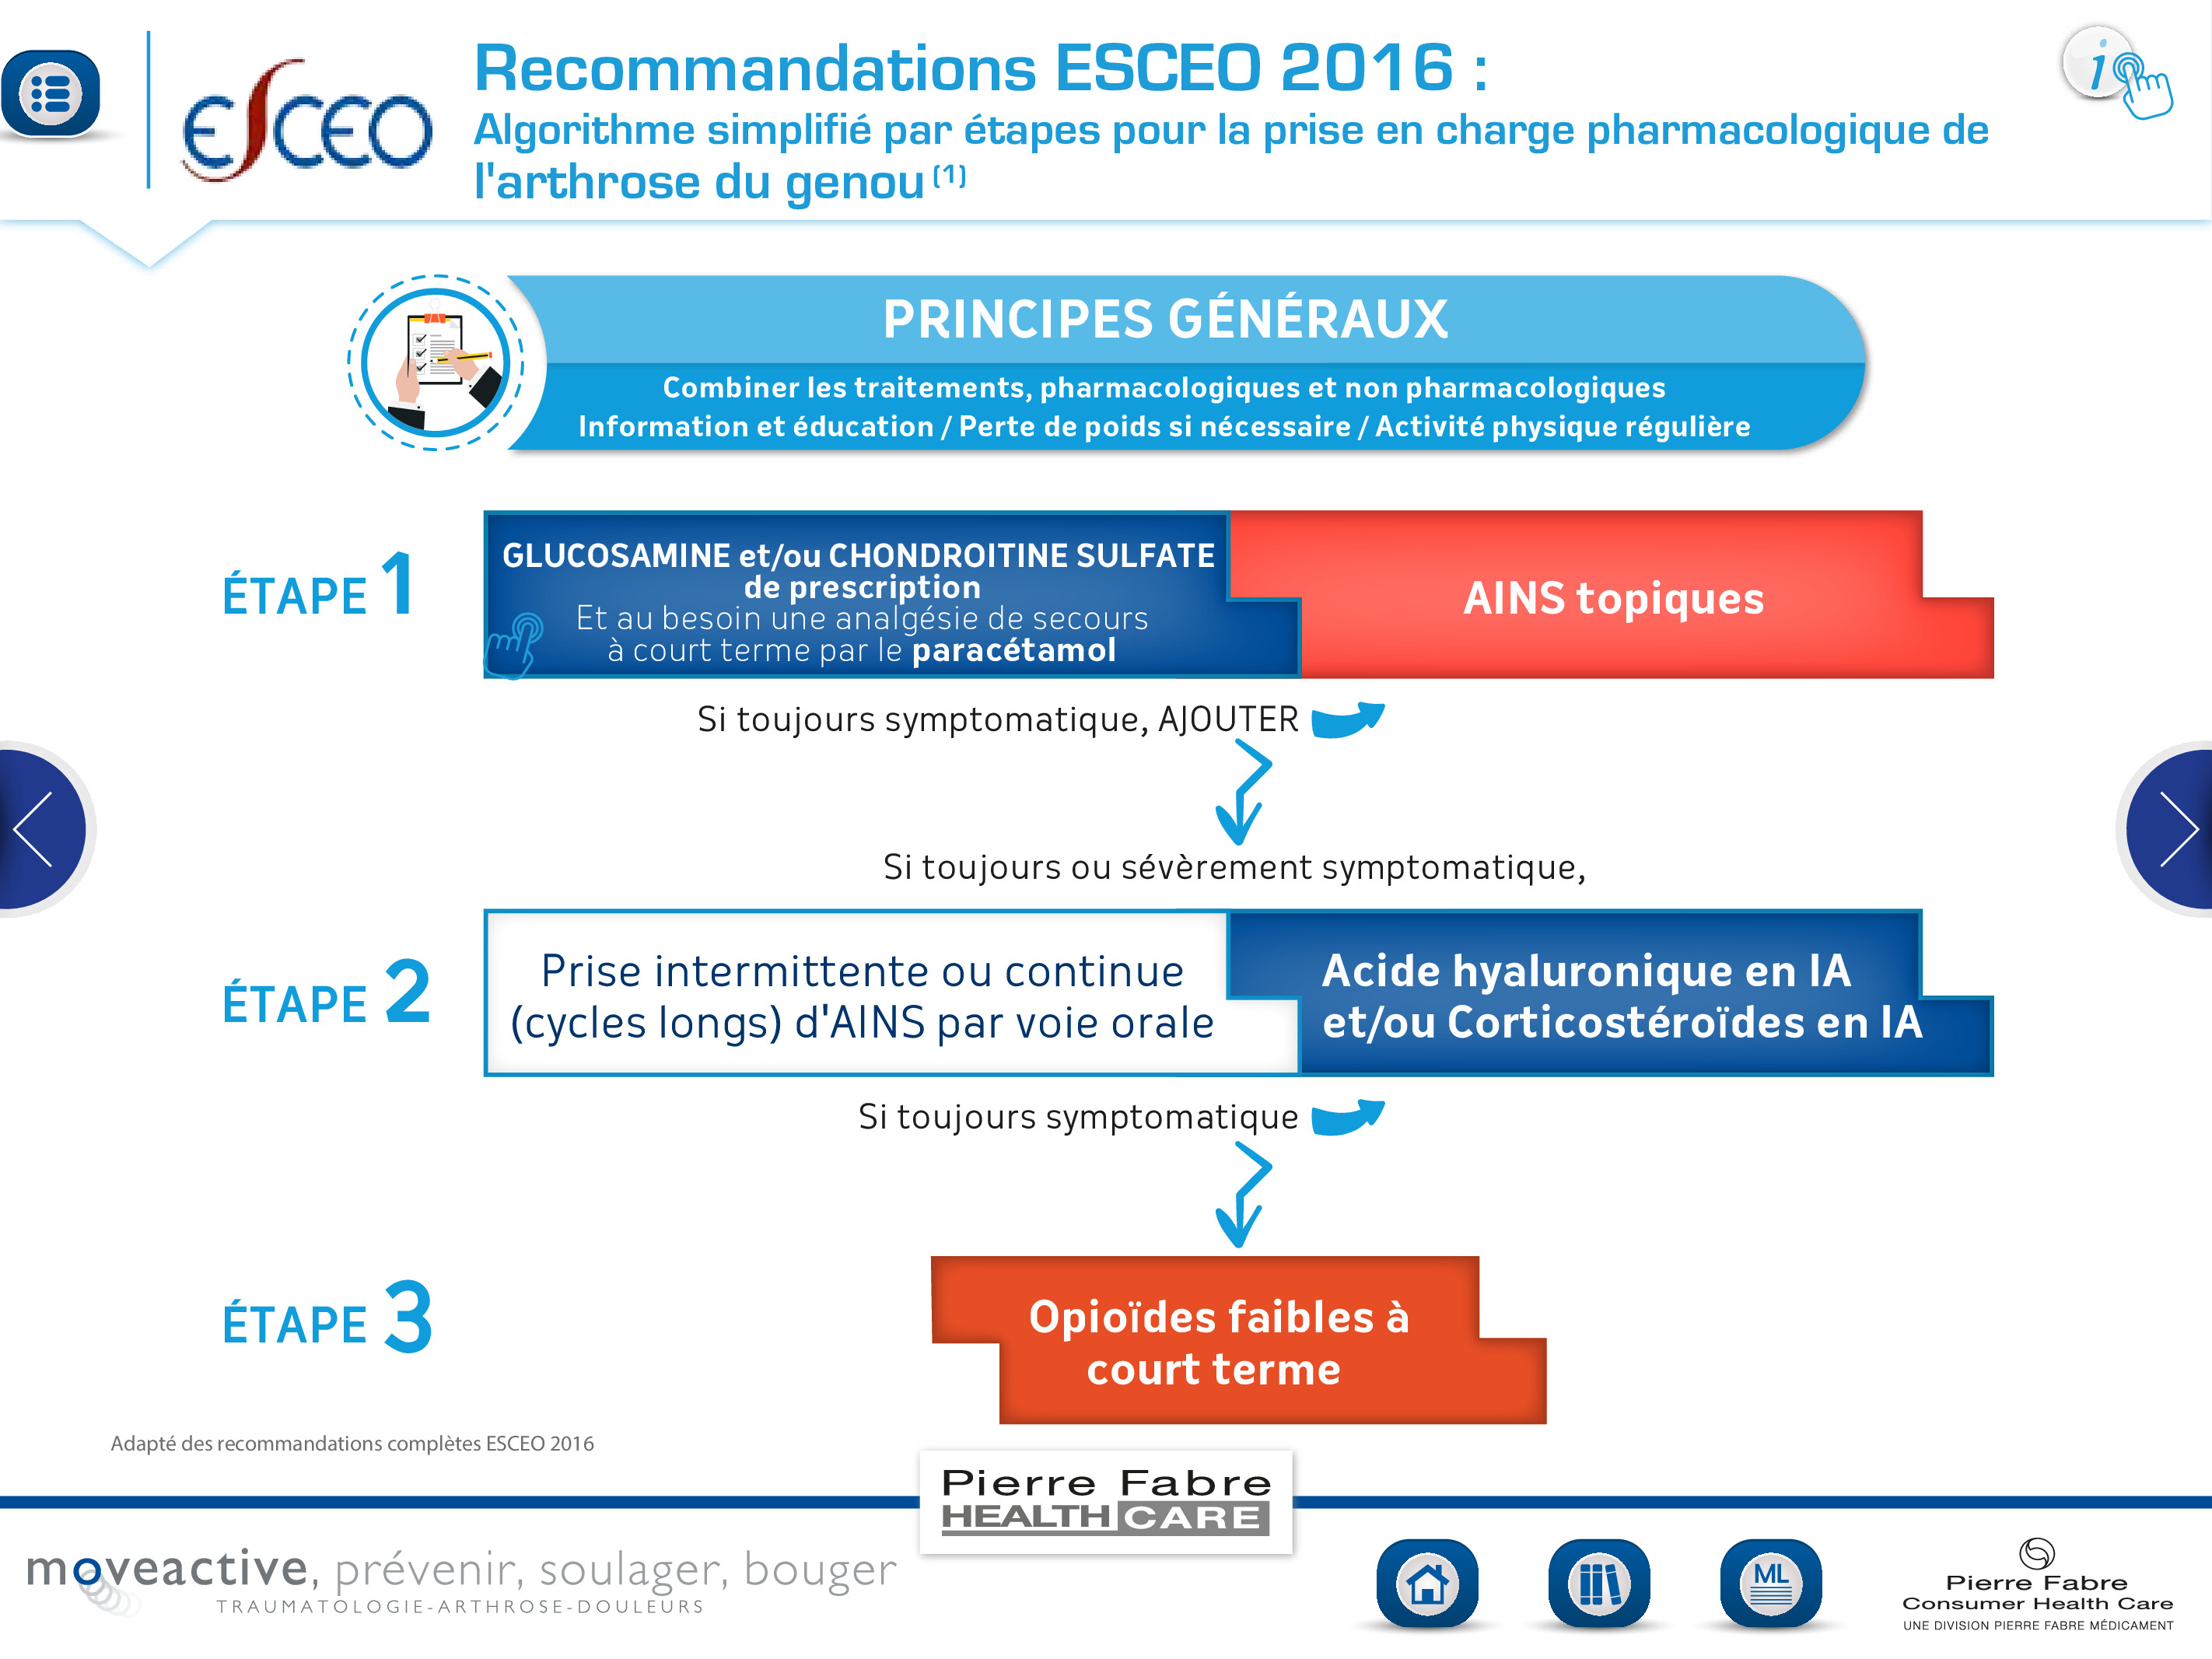 ESCEO
Recommandations ESCEO 2016 :
Algorithme simplifié par étapes pour la prise en charge pharmacologique de
l'arthrose du genou (1)
i
PRINCIPES GÉNÉRAUX
Combiner les traitements, pharmacologiques et non pharmacologiques
Information et éducation / Perte de poids si nécessaire / Activité physique régulière
ÉTAPE 1
GLUCOSAMINE et/ou CHONDROITINE SULFATE
de prescription
Et au besoin une analgésie de secours
à court terme par le paracétamol
AINS topiques
Si toujours symptomatique, AJOUTER
Si toujours ou sévèrement symptomatique,
ÉTAPE 2
Prise intermittente ou continue
(cycles longs) d'AINS par voie orale
Acide hyaluronique en IA
et/ou Corticostéroïdes en IA
Si toujours symptomatique
ÉTAPE 3
Opioïdes faibles à
court terme
Adapté des recommandations complètes ESCEO 2016
Pierre Fabre
HEALTH CARE
moveactive, prévenir, soulager, bouger
TRAUMATOLOGIE-ARTHROSE-DOULEURS
ML
Pierre Fabre
Consumer Health Care
UNE DIVISION PIERRE FABRE MÉDICAMENT